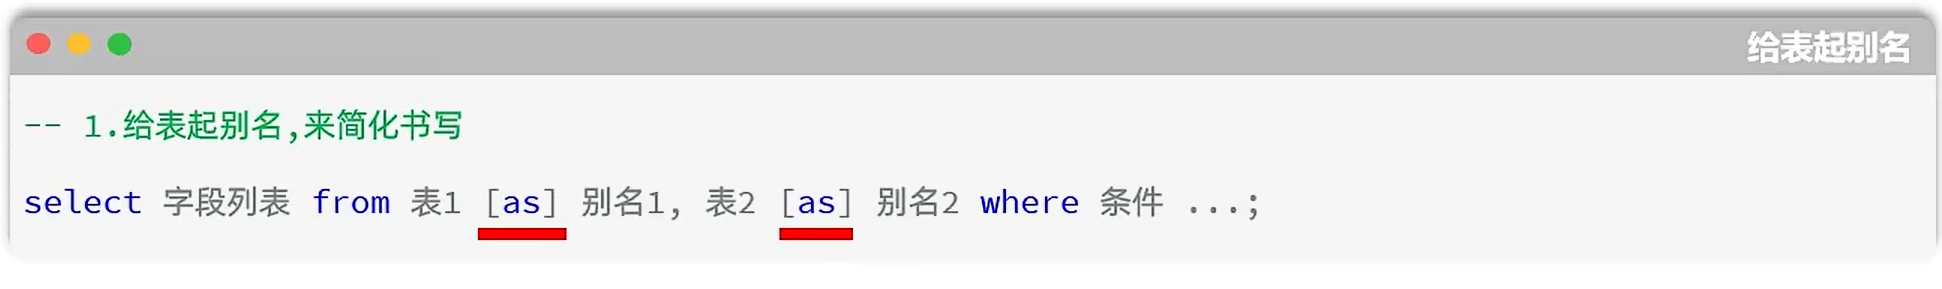 给表起别名
-- 1.给表起别名,来简化书写
select 字段列表 from 表1 [as] 别名1, 表2 [as] 别名2 where 条件 ...;